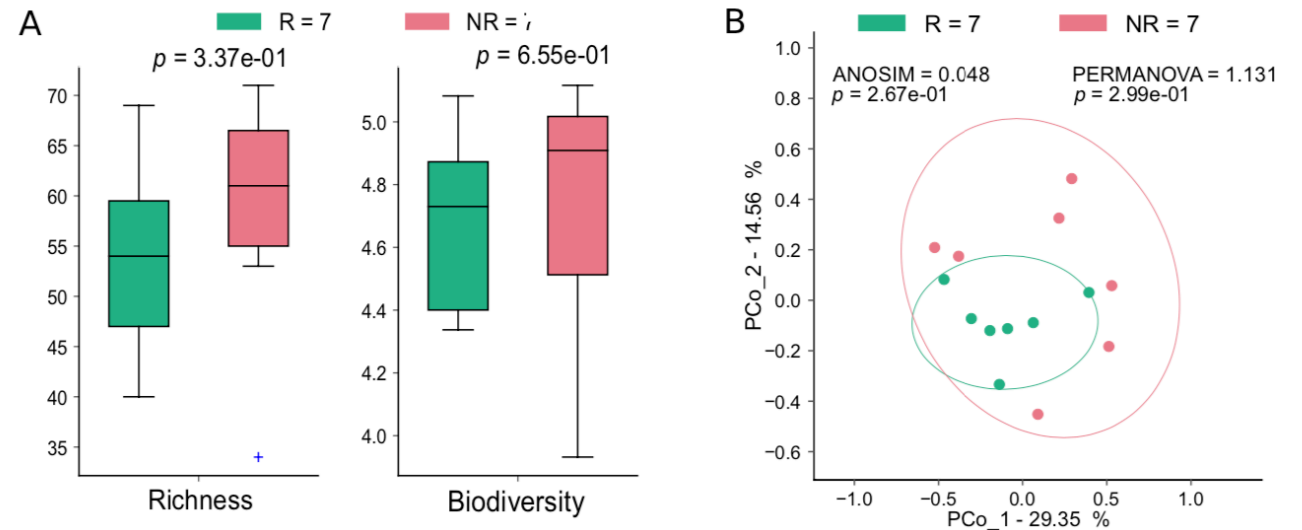 A
R = 7
NR =
p = 3.37e-01
p = 6.55e-01
70
65
60
55
50
45
40
35
Richness
5.0
4.8
4.6
4.4
4.2
4.0
Biodiversity
B
R = 7
NR = 7
ANOSIM = 0.048
p = 2.67e-01
PERMANOVA = 1.131
p = 2.99e-01
PCo_2 - 14.56 %
1.0
0.8
0.6
0.4
0.2
0.0
−0.2
−0.4
−0.6
−1.0
−0.5
0.0
0.5
1.0
PCo_1 - 29.35 %